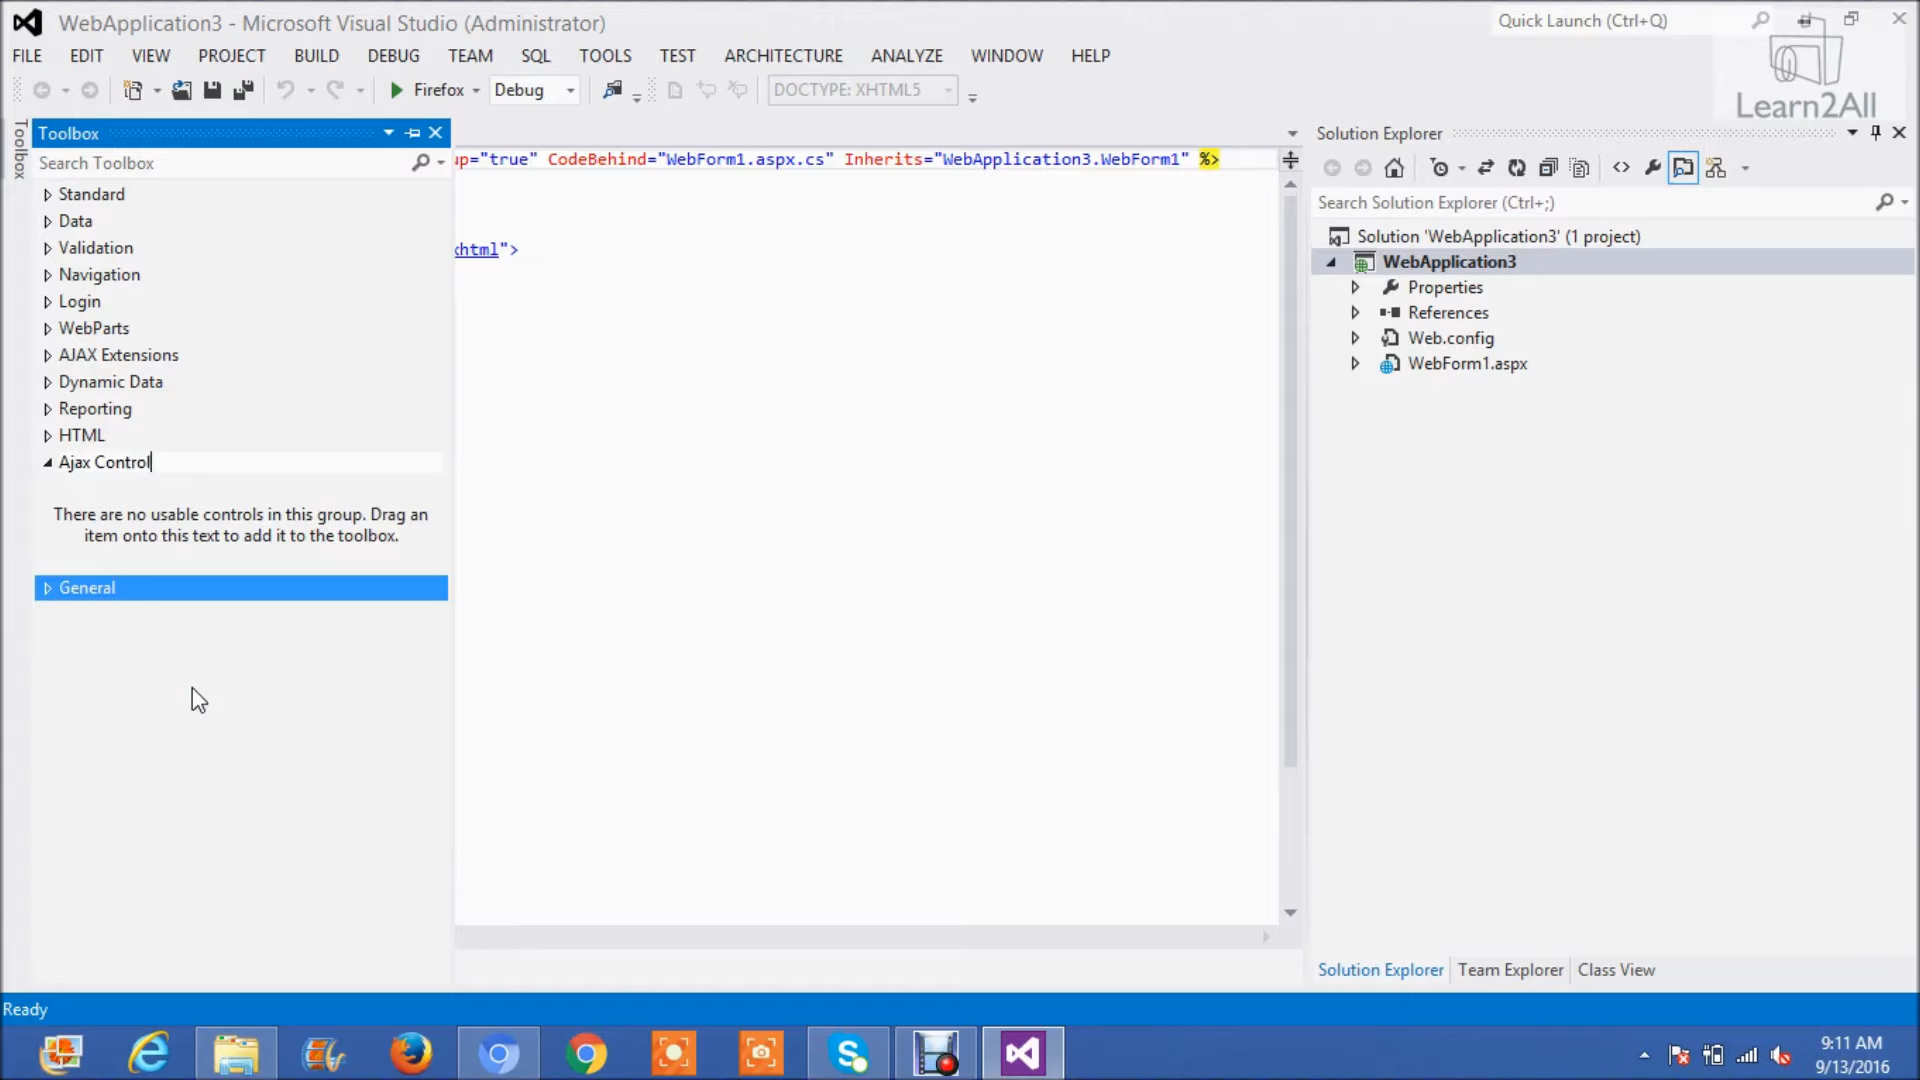 WebApplication3 - Microsoft Visual Studio (Administrator)
Quick Launch (Ctrl+Q)
FILE EDIT VIEW PROJECT BUILD DEBUG TEAM SQL TOOLS TEST ARCHITECTURE ANALYZE WINDOW HELP
Firefox Debug DOCTYPE: XHTML5
Learn2All
Toolbox
Toolbox
Search Toolbox
Standard
Data
Validation
Navigation
Login
WebParts
AJAX Extensions
Dynamic Data
Reporting
HTML
Ajax Control
There are no usable controls in this group. Drag an
item onto this text to add it to the toolbox.
General
up="true" CodeBehind="WebForm1.aspx.cs" Inherits="WebApplication3.WebForm1" %>
xhtml">
Solution Explorer
Search Solution Explorer (Ctrl+;)
Solution 'WebApplication3' (1 project)
WebApplication3
Properties
References
Web.config
WebForm1.aspx
Solution Explorer Team Explorer Class View
Ready
9:11 AM
9/13/2016